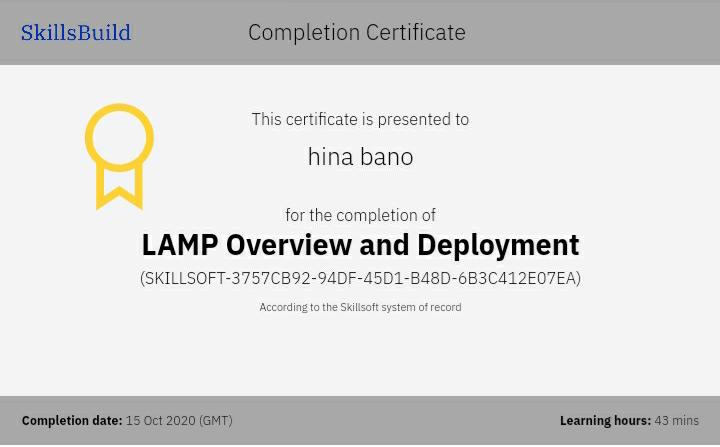 SkillsBuild
Completion Certificate
This certificate is presented to
hina bano
for the completion of
LAMP Overview and Deployment
(SKILLSOFT-3757CB92-94DF-45D1-B48D-6B3C412E07EA)
According to the Skillsoft system of record
Completion date: 15 Oct 2020 (GMT)
Learning hours: 43 mins